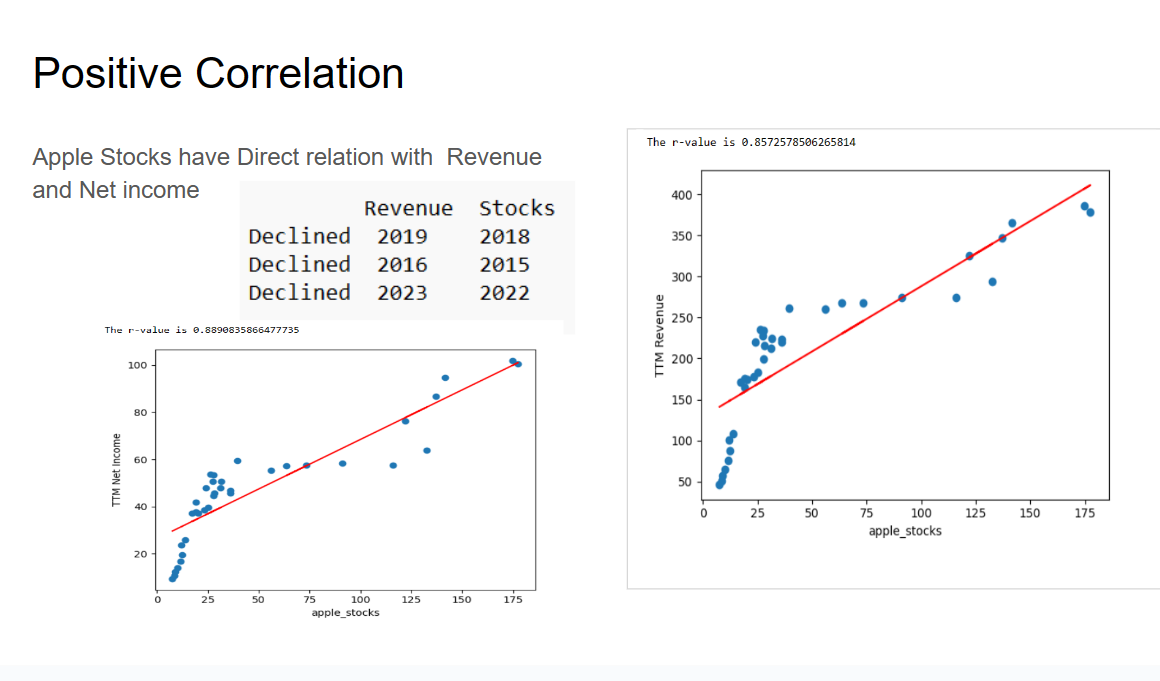 Positive Correlation
Apple Stocks have Direct relation with Revenue
and Net income
Revenue Stocks
Declined 2019 2018
Declined 2016 2015
Declined 2023 2022
The r-value is 0.8890835866477735
100
80
60
40
20
TTM Net Income
0 25 50 75 100 125 150 175
apple_stocks
The r-value is 0.8572578506265814
400
350
300
250
200
150
100
50
TTM Revenue
0 25 50 75 100 125 150 175
apple_stocks